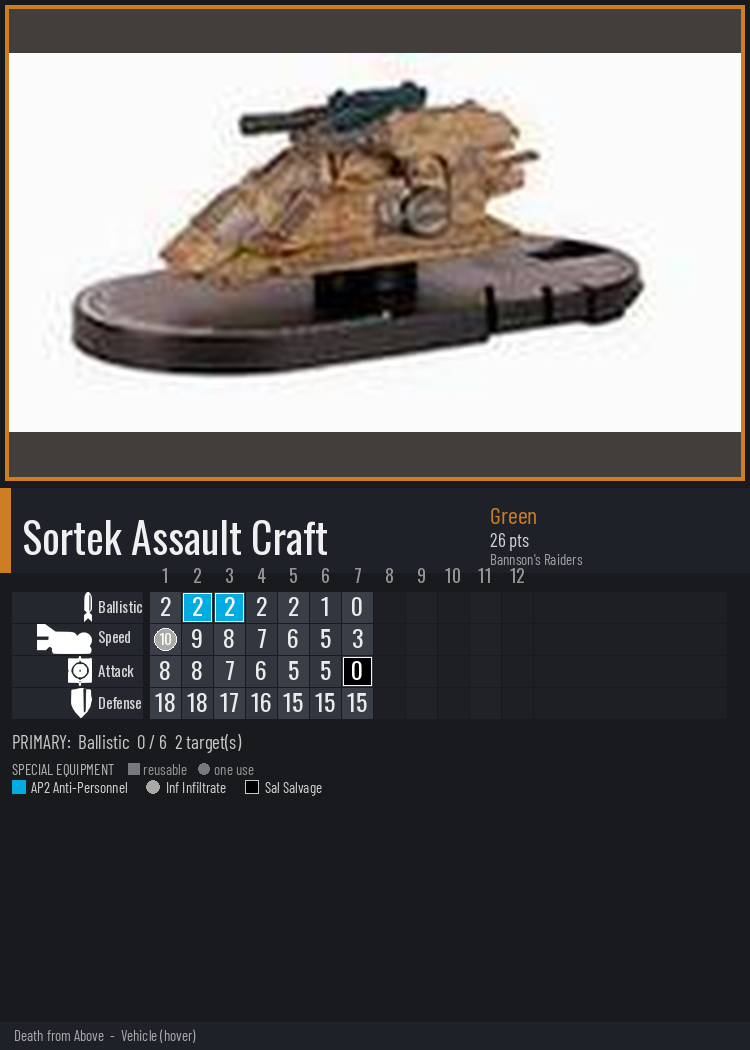 Sortek Assault Craft
Green
26 pts
Bannson's Raiders
1 2 3 4 5 6 7 8 9 10 11 12
Ballistic 2 2 2 2 2 1 0
Speed 10 9 8 7 6 5 3
Attack 8 8 7 6 5 5 0
Defense 18 18 17 16 15 15 15
PRIMARY: Ballistic 0 / 6 2 target(s)
SPECIAL EQUIPMENT reusable one use
AP2 Anti-Personnel Inf Infiltrate Sal Salvage
Death from Above - Vehicle (hover)